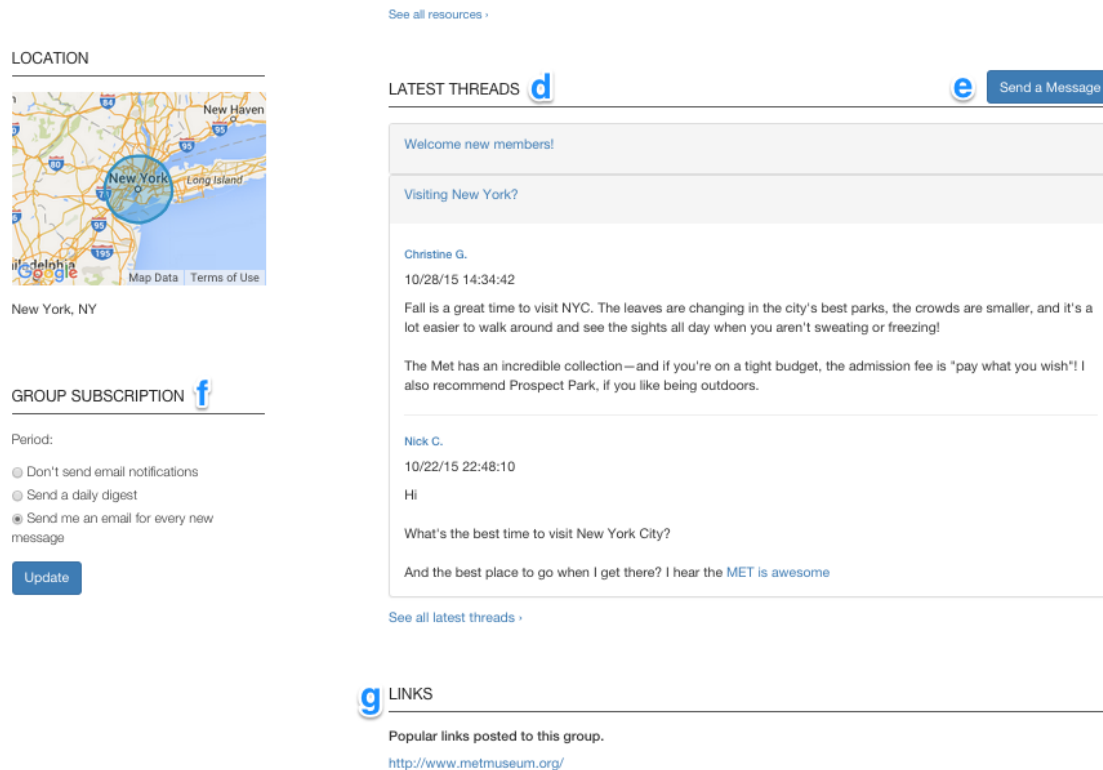 See all resources ›
LOCATION
84
New Haven
95
95
80
New York
Long Island
95
195
Google
Map Data
Terms of Use
New York, NY
GROUP SUBSCRIPTION f
Period:
Don't send email notifications
Send a daily digest
Send me an email for every new
message
Update
LATEST THREADS d
e Send a Message
Welcome new members!
Visiting New York?
Christine G.
10/28/15 14:34:42
Fall is a great time to visit NYC. The leaves are changing in the city's best parks, the crowds are smaller, and it's a
lot easier to walk around and see the sights all day when you aren't sweating or freezing!
The Met has an incredible collection—and if you're on a tight budget, the admission fee is "pay what you wish"! I
also recommend Prospect Park, if you like being outdoors.
Nick C.
10/22/15 22:48:10
Hi
What's the best time to visit New York City?
And the best place to go when I get there? I hear the MET is awesome
See all latest threads ›
g LINKS
Popular links posted to this group.
http://www.metmuseum.org/